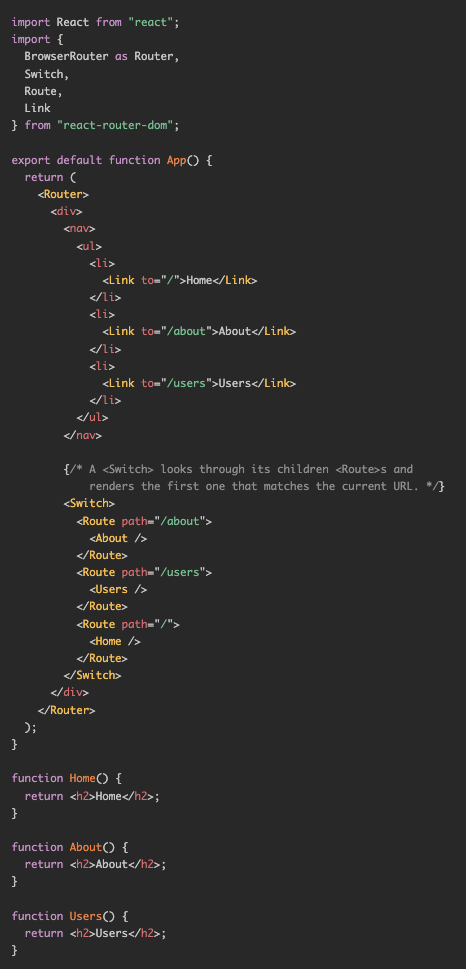 import React from "react";
import {
  BrowserRouter as Router,
  Switch,
  Route,
  Link
} from "react-router-dom";

export default function App() {
  return (
    <Router>
      <div>
        <nav>
          <ul>
            <li>
              <Link to="/">Home</Link>
            </li>
            <li>
              <Link to="/about">About</Link>
            </li>
            <li>
              <Link to="/users">Users</Link>
            </li>
          </ul>
        </nav>

        {/* A <Switch> looks through its children <Route>s and
            renders the first one that matches the current URL. */}
        <Switch>
          <Route path="/about">
            <About />
          </Route>
          <Route path="/users">
            <Users />
          </Route>
          <Route path="/">
            <Home />
          </Route>
        </Switch>
      </div>
    </Router>
  );
}

function Home() {
  return <h2>Home</h2>;
}

function About() {
  return <h2>About</h2>;
}

function Users() {
  return <h2>Users</h2>;
}